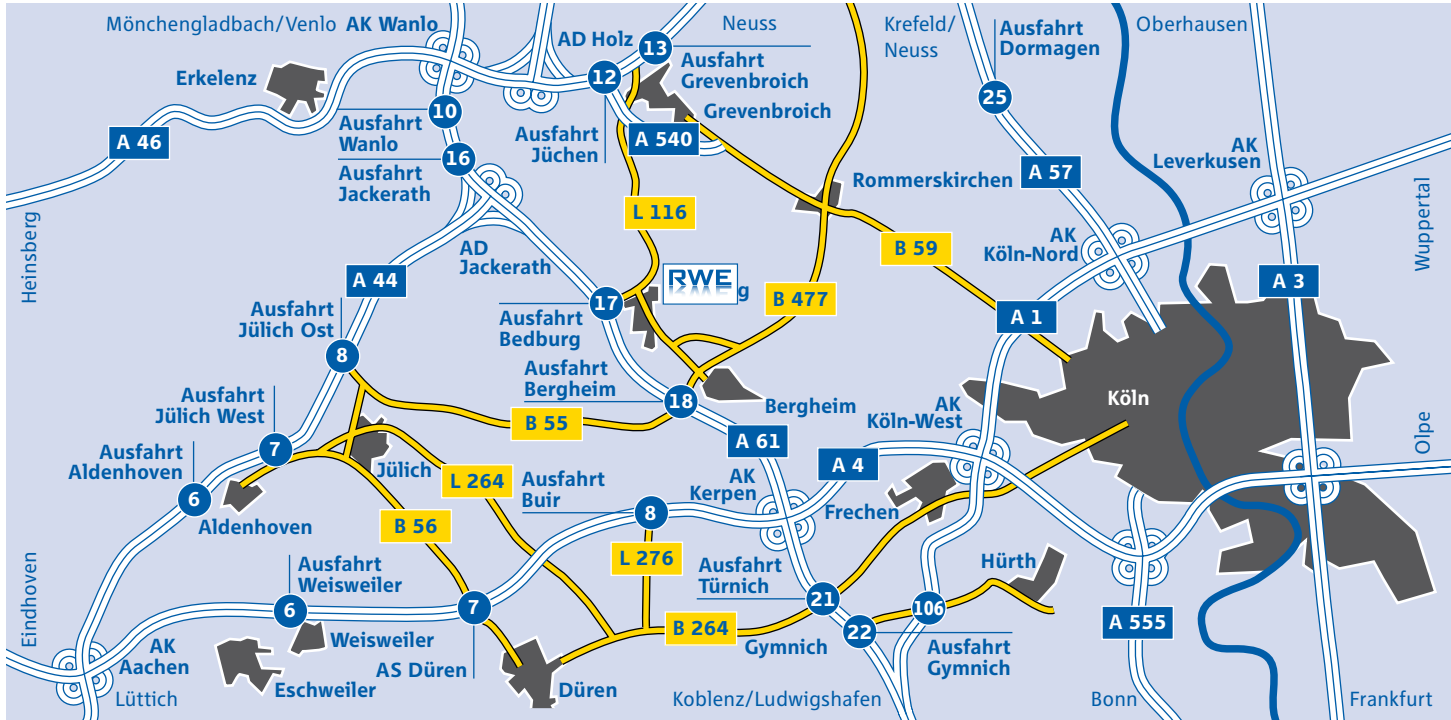 Mönchengladbach/Venlo
AK Wanlo
Neuss
Krefeld/
Neuss
Ausfahrt
Dormagen
Oberhausen
AD Holz
13
Ausfahrt
Grevenbroich
Erkelenz
12
Grevenbroich
25
10
Ausfahrt
Wanlo
Ausfahrt
Jüchen
A 540
A 46
16
Ausfahrt
Jackerath
AK
Leverkusen
Rommerskirchen
A 57
Heinsberg
L 116
B 59
AK
Köln-Nord
Wuppertal
AD
Jackerath
A 44
RWE
g
B 477
A 3
17
Ausfahrt
Bedburg
A 1
Ausfahrt
Jülich Ost
8
Ausfahrt
Bergheim
18
Bergheim
Ausfahrt
Jülich West
7
B 55
A 61
AK
Köln-West
Köln
Olpe
Ausfahrt
Aldenhoven
6
Jülich
L 264
Ausfahrt
Buir
8
AK
Kerpen
A 4
Frechen
Aldenhoven
B 56
L 276
Ausfahrt
Türnich
21
Hürth
Eindhoven
Ausfahrt
Weisweiler
6
7
106
B 264
Gymnich
22
Ausfahrt
Gymnich
A 555
AK
Aachen
Weisweiler
Eschweiler
AS Düren
Düren
Lüttich
Koblenz/Ludwigshafen
Bonn
Frankfurt